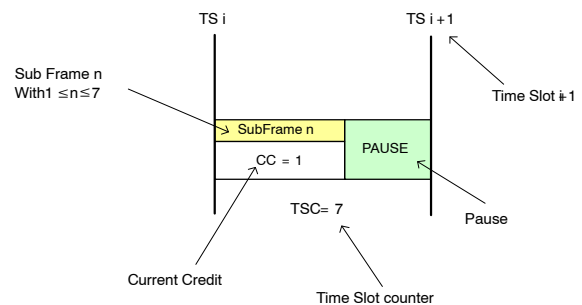 TS i
TS i+1
Sub Frame n
With1 ≤n≤7
Time Slot i+1
SubFrame n
PAUSE
CC = 1
TSC= 7
Pause
Current Credit
Time Slot counter